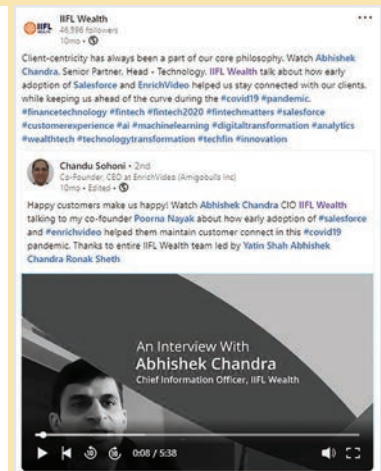 IIFL
IIFL Wealth
46,996 followers
10mo •
Client-centricity has always been a part of our core philosophy. Watch Abhishek
Chandra, Senior Partner, Head - Technology, IIFL Wealth talk about how early
adoption of Salesforce and EnrichVideo helped us stay connected with our clients,
while keeping us ahead of the curve during the #covid19 #pandemic.
#financetechnology #fintech #fintech2020 #fintechmatters #salesforce
#customerexperience #ai #machinelearning #digitaltransformation #analytics
#wealthtech #technologytransformation #techfin #innovation
Chandu Sohoni • 2nd
Co-Founder, CEO at EnrichVideo (Amigobulls Inc)
10mo • Edited •
Happy customers make us happy! Watch Abhishek Chandra CIO IIFL Wealth
talking to my co-founder Poorna Nayak about how early adoption of #salesforce
and #enrichvideo helped them maintain customer connect in this #covid19
pandemic. Thanks to entire IIFL Wealth team led by Yatin Shah Abhishek
Chandra Ronak Sheth
An Interview With
Abhishek Chandra
Chief Information Officer, IIFL Wealth
10 10 0:08 / 5:38